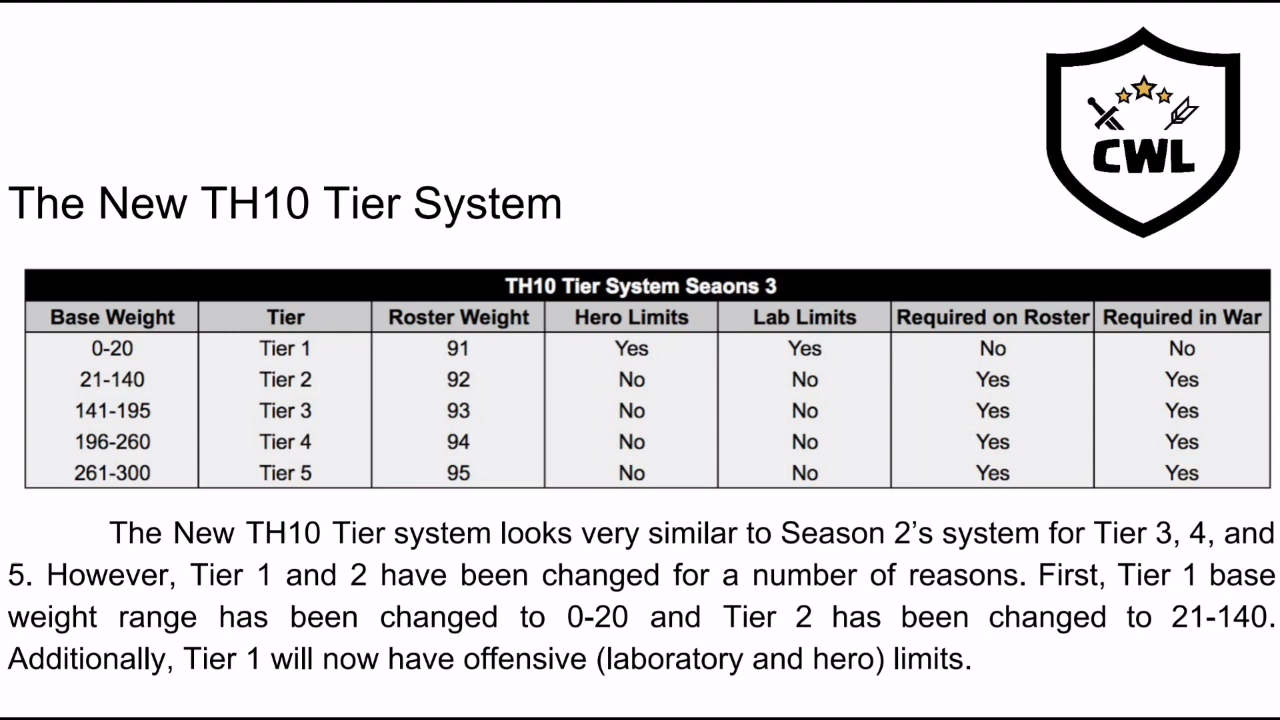 CWL
The New TH10 Tier System
TH10 Tier System Seaons 3
Base Weight Tier Roster Weight Hero Limits Lab Limits Required on Roster Required in War
0-20 Tier 1 91 Yes Yes No No
21-140 Tier 2 92 No No Yes Yes
141-195 Tier 3 93 No No Yes Yes
196-260 Tier 4 94 No No Yes Yes
261-300 Tier 5 95 No No Yes Yes
The New TH10 Tier system looks very similar to Season 2’s system for Tier 3, 4, and
5. However, Tier 1 and 2 have been changed for a number of reasons. First, Tier 1 base
weight range has been changed to 0-20 and Tier 2 has been changed to 21-140.
Additionally, Tier 1 will now have offensive (laboratory and hero) limits.